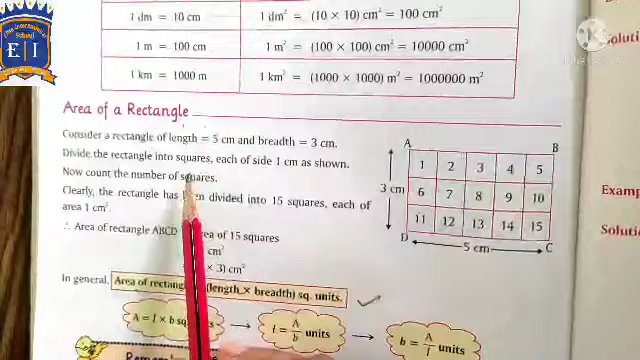 International
School
E I
K
1 dm = 10 cm
1 dm² = (10 × 10) cm² = 100 cm²
1 m = 100 cm
1 m² = (100 × 100) cm² = 10000 cm²
1 km = 1000 m
1 km² = (1000 × 1000) m² = 1000000 m²
Area of a Rectangle
Consider a rectangle of length = 5 cm and breadth = 3 cm.
Divide the rectangle into squares, each of side 1 cm as shown.
Now count the number of squares.
Clearly, the rectangle has been divided into 15 squares, each of
area 1 cm².
∴ Area of rectangle ABCD area of 15 squares
cm²
× 3) cm²
In general, Area of rectangle (length × breadth) sq. units.
A = l × b sq units
l = A/b units
b = A/l units
A B
1 2 3 4 5
3 cm 6 7 8 9 10
11 12 13 14 15
D 5 cm C
Examp
Solutio